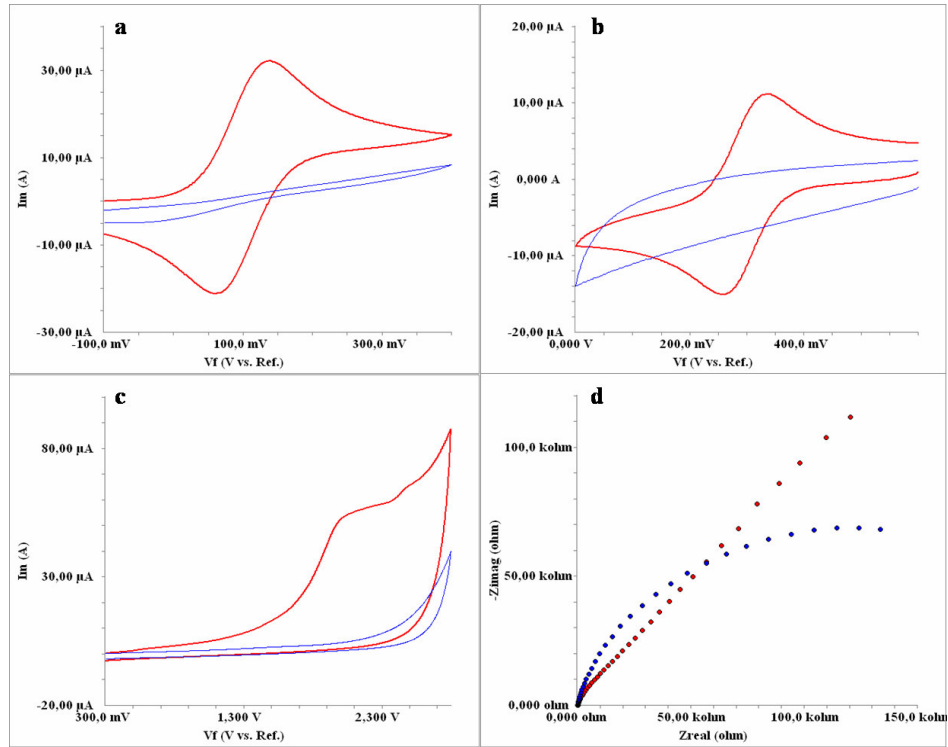 a
Im (A)
30,00 µA
10,00 µA
-10,00 µA
-30,00 µA
-100,0 mV
100,0 mV
300,0 mV
Vf (V vs. Ref.)
b
Im (A)
20,00 µA
10,00 µA
0,000 A
-10,00 µA
-20,00 µA
0,000 V
200,0 mV
400,0 mV
Vf (V vs. Ref.)
c
Im (A)
80,00 µA
30,00 µA
-20,00 µA
300,0 mV
1,300 V
2,300 V
Vf (V vs. Ref.)
d
-Zimag (ohm)
100,0 kohm
50,00 kohm
0,000 ohm
0,000 ohm
50,00 kohm
100,0 kohm
150,0 k
Zreal (ohm)